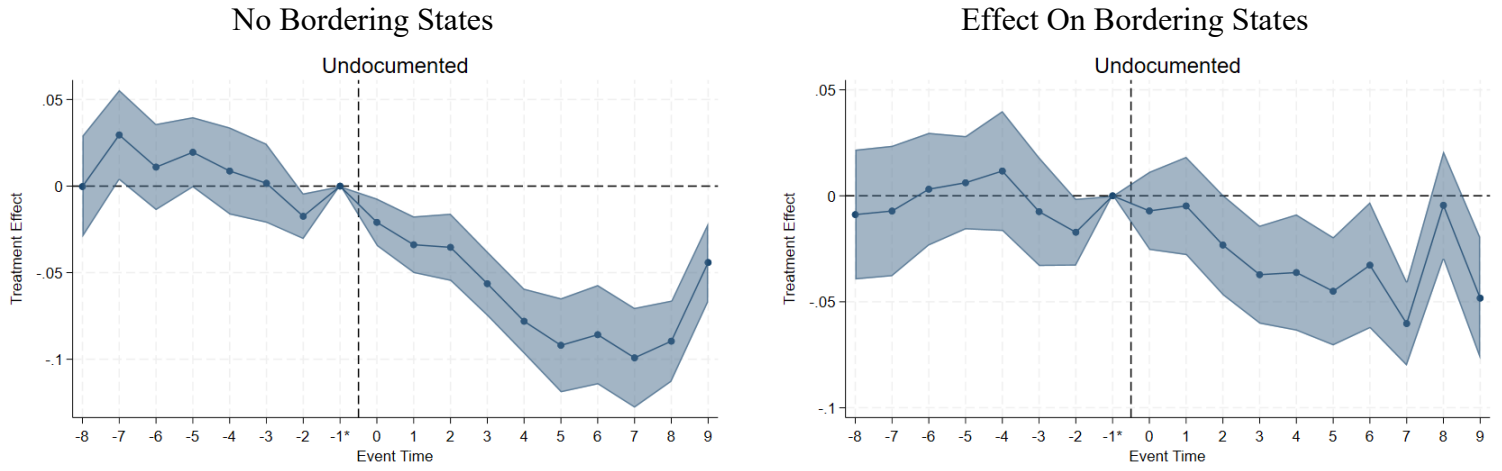 No Bordering States
Undocumented
Treatment Effect
.05
0
-.05
-.1
-8 -7 -6 -5 -4 -3 -2 -1* 0 1 2 3 4 5 6 7 8 9
Event Time
Effect On Bordering States
Undocumented
Treatment Effect
.05
0
-.05
-.1
-8 -7 -6 -5 -4 -3 -2 -1* 0 1 2 3 4 5 6 7 8 9
Event Time